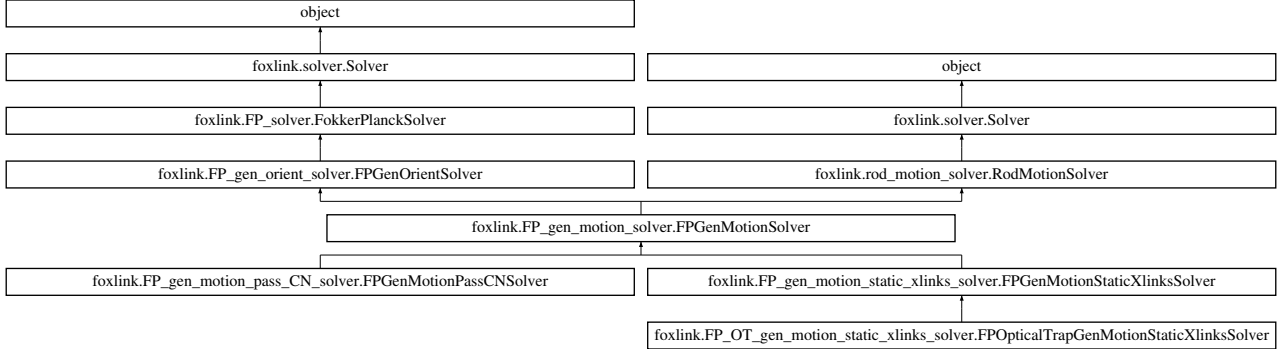 object
foxlink.solver.Solver
object
foxlink.FP_solver.FokkerPlanckSolver
foxlink.solver.Solver
foxlink.FP_gen_orient_solver.FPGenOrientSolver
foxlink.rod_motion_solver.RodMotionSolver
foxlink.FP_gen_motion_solver.FPGenMotionSolver
foxlink.FP_gen_motion_pass_CN_solver.FPGenMotionPassCNSolver
foxlink.FP_gen_motion_static_xlinks_solver.FPGenMotionStaticXlinksSolver
foxlink.FP_OT_gen_motion_static_xlinks_solver.FPOpticalTrapGenMotionStaticXlinksSolver